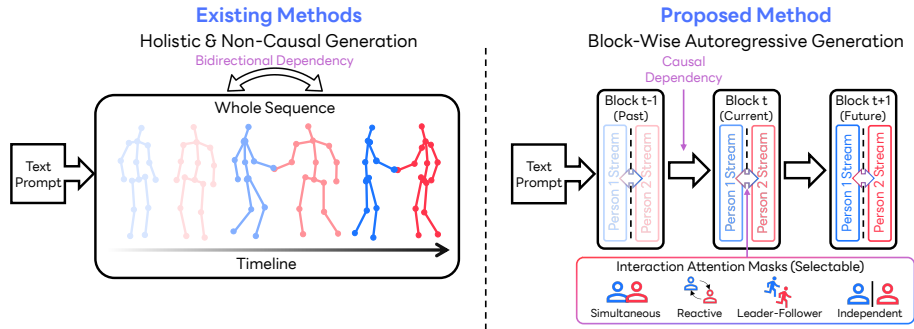 Existing Methods
Holistic & Non-Causal Generation
Bidirectional Dependency
Whole Sequence
Text
Prompt
Timeline
Proposed Method
Block-Wise Autoregressive Generation
Causal
Dependency
Block t-1
(Past)
Block t
(Current)
Block t+1
(Future)
Text
Prompt
Person 1 Stream
Person 2 Stream
Person 1 Stream
Person 2 Stream
Person 1 Stream
Person 2 Stream
Interaction Attention Masks (Selectable)
Simultaneous
Reactive
Leader-Follower
Independent